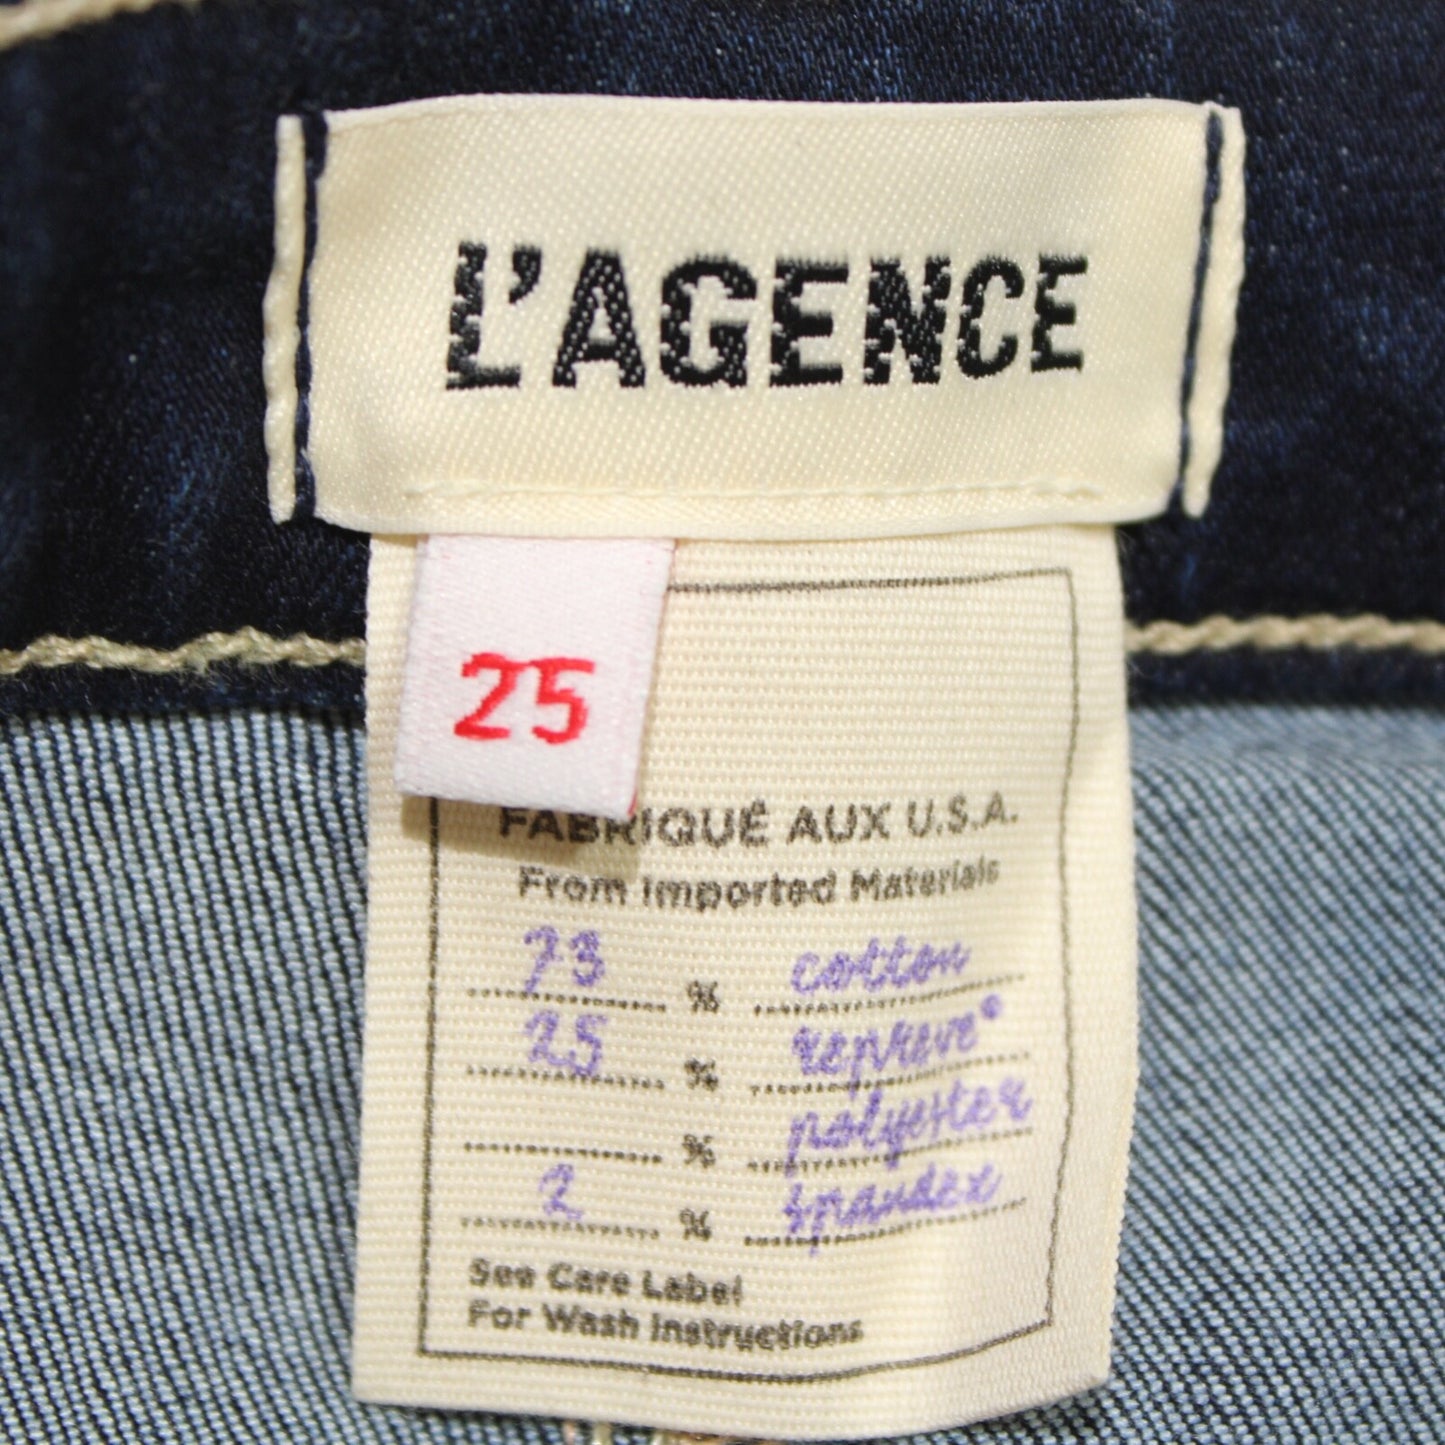 L'AGENCE
25
FABRIQUÉ AUX U.S.A.
From Imported Materials
73 % cotton
25 % repreve®
% polyester
2 % spandex
See Care Label
For Wash Instructions